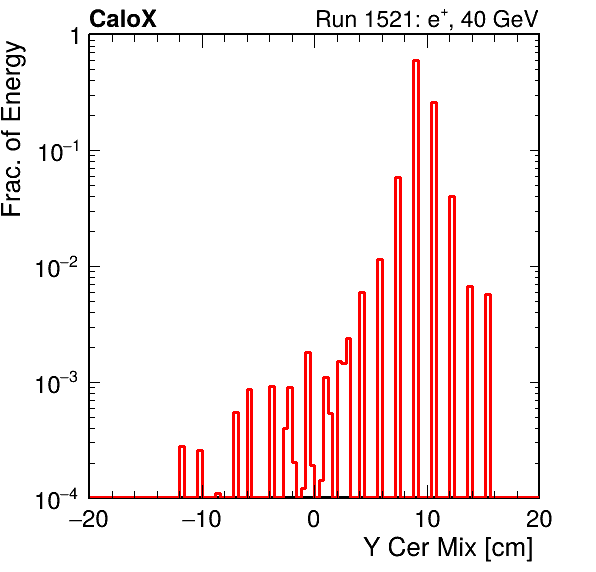 CaloX Run 1521: e⁺, 40 GeV
Frac. of Energy
1
10⁻¹
10⁻²
10⁻³
10⁻⁴
−20 −10 0 10 20
Y Cer Mix [cm]